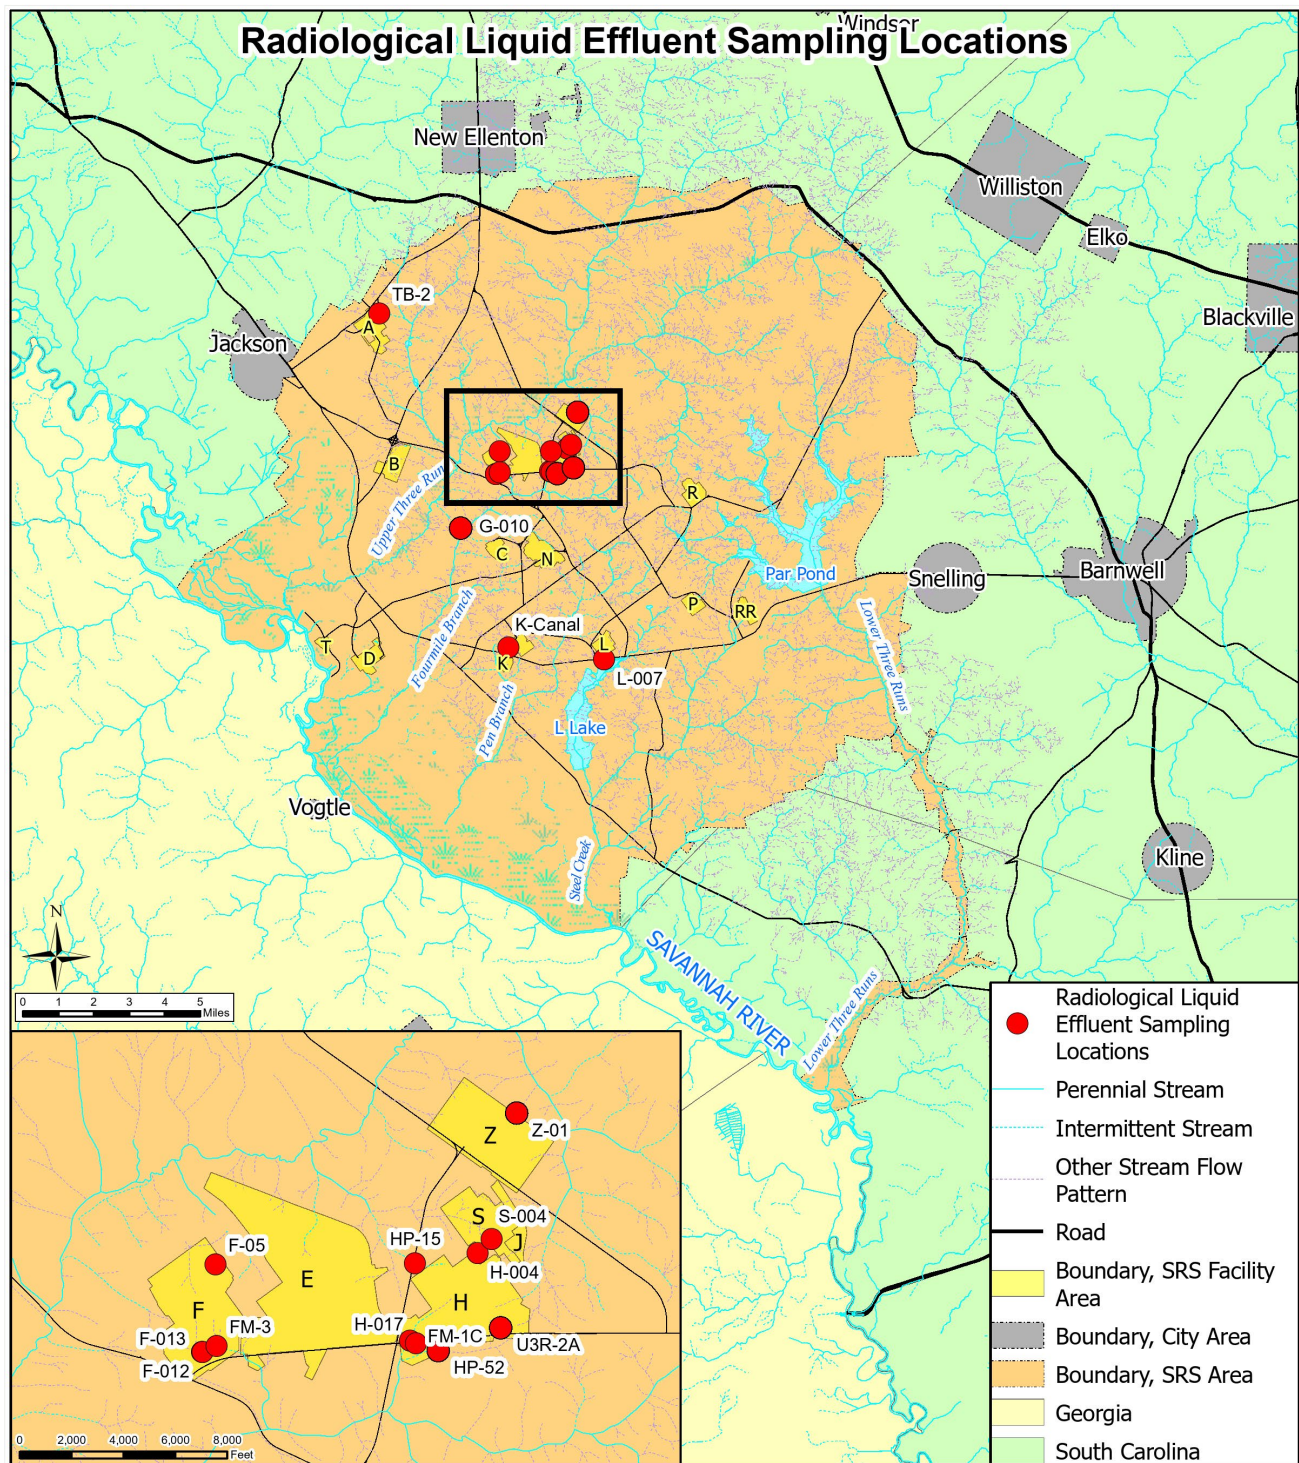 Windsor
Radiological Liquid Effluent Sampling Locations
New Ellenton
Williston
Elko
TB-2
A
Blackville
Jackson
B
Upper Three Run
R
G-010
C
N
Par Pond
Snelling
Barnwell
P
RR
Lower Three Runs
Fourmile Branch
K-Canal
T
D
K
L
L-007
Pen Branch
L Lake
Vogtle
Steel Creek
Kline
N
SAVANNAH RIVER
Lower Three Runs
0 1 2 3 4 5
Miles
Z
Z-01
S
S-004
J
HP-15
H-004
F-05
E
F
H
F-013
FM-3
H-017
FM-1C
U3R-2A
F-012
HP-52
0 2,000 4,000 6,000 8,000
Feet
Radiological Liquid
Effluent Sampling
Locations
Perennial Stream
Intermittent Stream
Other Stream Flow
Pattern
Road
Boundary, SRS Facility
Area
Boundary, City Area
Boundary, SRS Area
Georgia
South Carolina